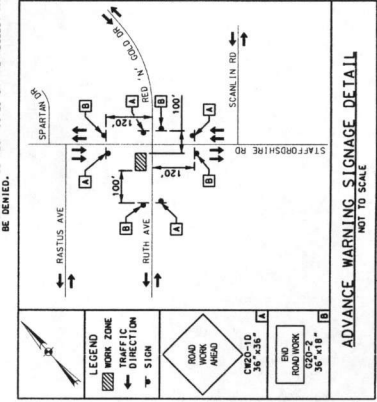 BE DENIED.
SPARTAN DR
RASTUS AVE
RUTH AVE
RED 'N' GOLD DR
SCANLIN RD
STAFFORDSHIRE RD
120'
100'
100'
120'
A
B
A
B
A
B
B
A
LEGEND
WORK ZONE
TRAFFIC
DIRECTION
SIGN
ROAD
WORK
AHEAD
CW20-1D
36"x36"
A
END
ROAD WORK
G20-2
36"x18"
B
ADVANCE WARNING SIGNAGE DETAIL
NOT TO SCALE